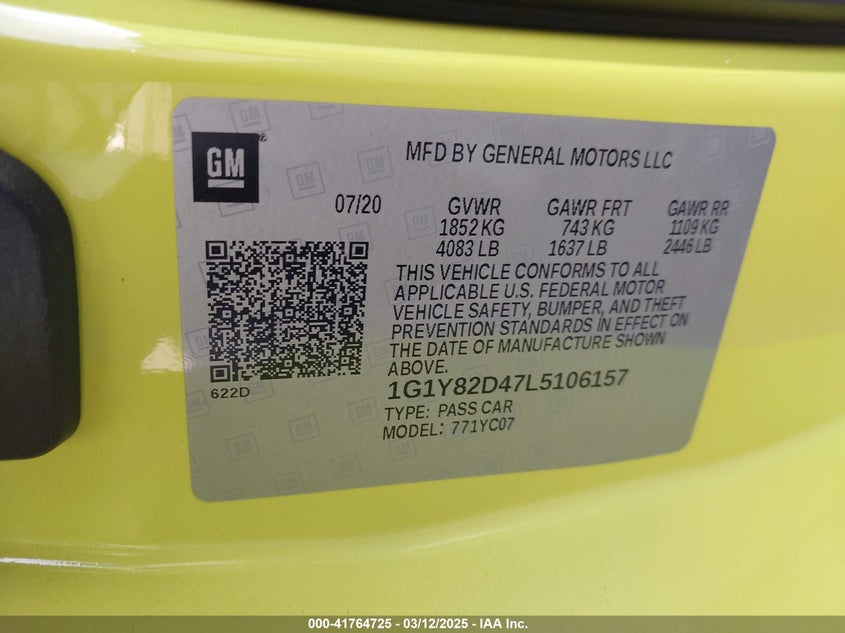 GM ®
MFD BY GENERAL MOTORS LLC
07/20 GVWR GAWR FRT GAWR RR
1852 KG 743 KG 1109 KG
4083 LB 1637 LB 2446 LB
THIS VEHICLE CONFORMS TO ALL
APPLICABLE U.S. FEDERAL MOTOR
VEHICLE SAFETY, BUMPER, AND THEFT
PREVENTION STANDARDS IN EFFECT ON
THE DATE OF MANUFACTURE SHOWN
ABOVE.
622D
1G1Y82D47L5106157
TYPE: PASS CAR
MODEL: 771YC07
000-41764725 - 03/12/2025 - IAA Inc.